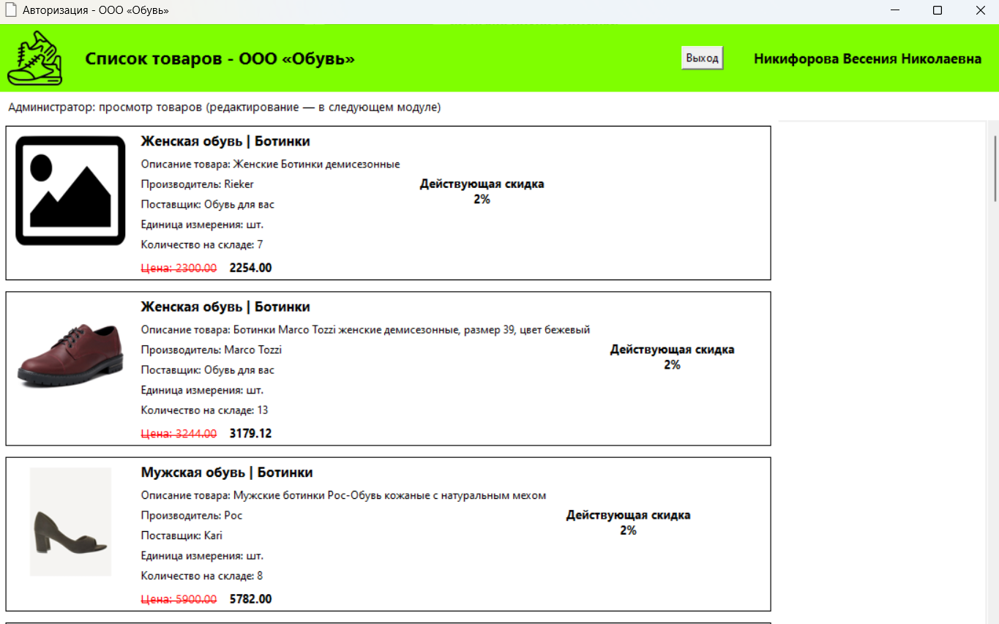 Авторизация - ООО «Обувь»
Список товаров - ООО «Обувь»
Выход
Никифорова Весения Николаевна
Администратор: просмотр товаров (редактирование — в следующем модуле)
Женская обувь | Ботинки
Описание товара: Женские Ботинки демисезонные
Производитель: Rieker
Поставщик: Обувь для вас
Единица измерения: шт.
Количество на складе: 7
Цена: 2300.00 2254.00
Действующая скидка
2%
Женская обувь | Ботинки
Описание товара: Ботинки Marco Tozzi женские демисезонные, размер 39, цвет бежевый
Производитель: Marco Tozzi
Поставщик: Обувь для вас
Единица измерения: шт.
Количество на складе: 13
Цена: 3244.00 3179.12
Действующая скидка
2%
Мужская обувь | Ботинки
Описание товара: Мужские ботинки Рос-Обувь кожаные с натуральным мехом
Производитель: Рос
Поставщик: Kari
Единица измерения: шт.
Количество на складе: 8
Цена: 5900.00 5782.00
Действующая скидка
2%